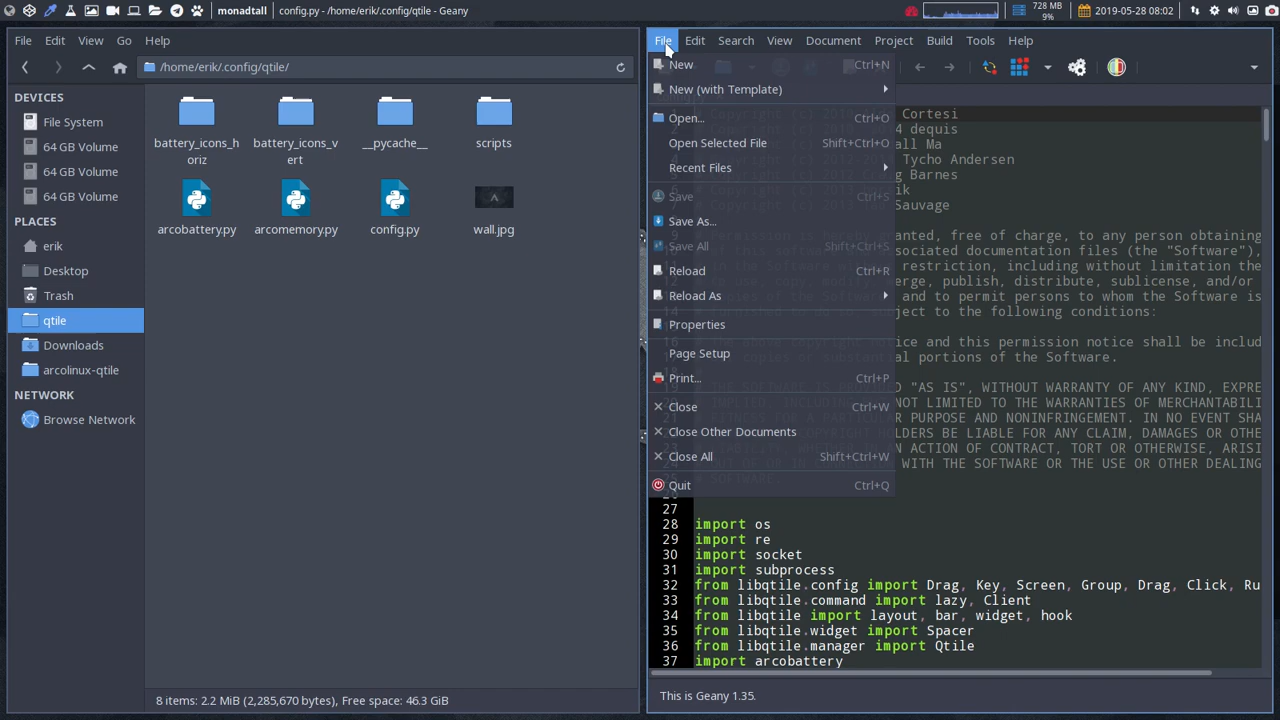 monadtall
config.py - /home/erik/.config/qtile - Geany
728 MB
9%
2019-05-28 08:02
File Edit View Go Help
/home/erik/.config/qtile/
DEVICES
File System
64 GB Volume
64 GB Volume
64 GB Volume
PLACES
erik
Desktop
Trash
qtile
Downloads
arcolinux-qtile
NETWORK
Browse Network
battery_icons_h
oriz
battery_icons_v
ert
__pycache__
scripts
arcobattery.py
arcomemory.py
config.py
wall.jpg
8 items: 2.2 MiB (2,285,670 bytes), Free space: 46.3 GiB
File Edit Search View Document Project Build Tools Help
New Ctrl+N
New (with Template)
Open... Ctrl+O
Open Selected File Shift+Ctrl+O
Recent Files
Save Ctrl+S
Save As...
Save All Shift+Ctrl+S
Reload Ctrl+R
Reload As
Properties
Page Setup
Print... Ctrl+P
Close Ctrl+W
Close Other Documents
Close All Shift+Ctrl+W
Quit Ctrl+Q
Cortesi
dequis
Ma
Tycho Andersen
Barnes
Sauvage
free of charge, to any person obtaining
associated documentation files (the "Software"),
restriction, including without limitation the
publish, distribute, sublicense, and/or
and to permit persons to whom the Software is
to the following conditions:
and this permission notice shall be includ
portions of the Software.
"AS IS", WITHOUT WARRANTY OF ANY KIND, EXPRE
NOT LIMITED TO THE WARRANTIES OF MERCHANTABILI
PURPOSE AND NONINFRINGEMENT. IN NO EVENT SHA
BE LIABLE FOR ANY CLAIM, DAMAGES OR OTHE
ACTION OF CONTRACT, TORT OR OTHERWISE, ARISI
WITH THE SOFTWARE OR THE USE OR OTHER DEALING
27
28 import os
29 import re
30 import socket
31 import subprocess
32 from libqtile.config import Drag, Key, Screen, Group, Drag, Click, Ru
33 from libqtile.command import lazy, Client
34 from libqtile import layout, bar, widget, hook
35 from libqtile.widget import Spacer
36 from libqtile.manager import Qtile
37 import arcobattery
This is Geany 1.35.